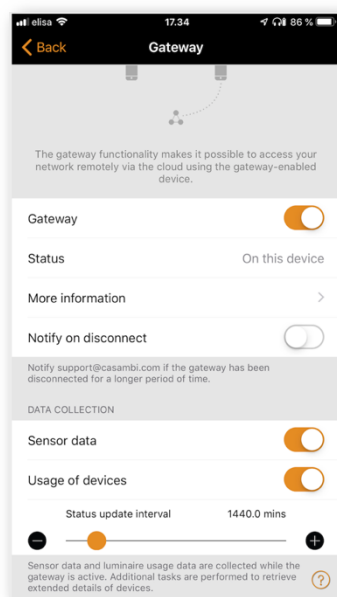 elisa 17.34 86 %
Back Gateway
The gateway functionality makes it possible to access your
network remotely via the cloud using the gateway-enabled
device.
Gateway
Status On this device
More information
Notify on disconnect
Notify support@casambi.com if the gateway has been
disconnected for a longer period of time.
DATA COLLECTION
Sensor data
Usage of devices
Status update interval 1440.0 mins
Sensor data and luminaire usage data are collected while the
gateway is active. Additional tasks are performed to retrieve
extended details of devices. ?